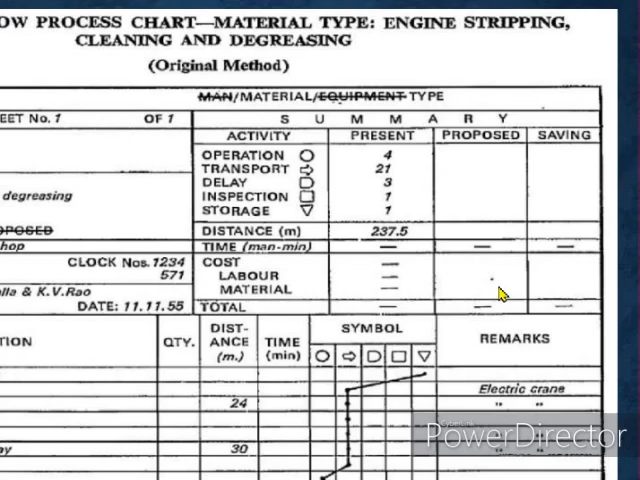 OW PROCESS CHART—MATERIAL TYPE: ENGINE STRIPPING,
CLEANING AND DEGREASING
(Original Method)
MAN/MATERIAL/EQUIPMENT TYPE
EET No. 1 OF 1
S U M M A R Y
ACTIVITY PRESENT PROPOSED SAVING
OPERATION 4
TRANSPORT 21
DELAY 3
INSPECTION 1
STORAGE 1
degreasing
OPOSED
DISTANCE (m) 237.5
hop
TIME (man-min) — — —
CLOCK Nos. 1234
571
COST —
LABOUR —
MATERIAL —
lla & K.V.Rao
DATE: 11.11.55
TOTAL — — —
TION QTY. DIST-
ANCE
(m.) TIME
(min) SYMBOL REMARKS
Electric crane
24 " "
" "
ay 30
CyberLink
PowerDirector